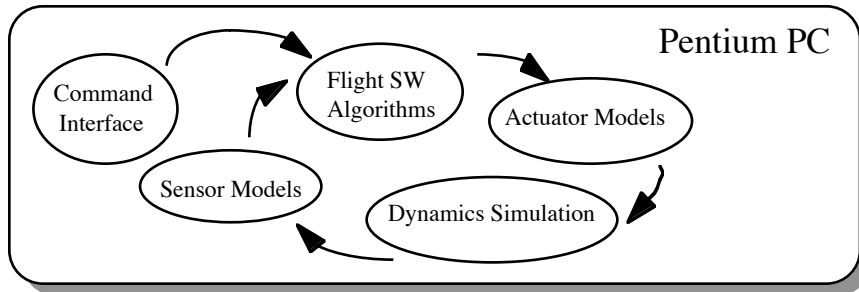 Pentium PC
Command
Interface
Flight SW
Algorithms
Actuator Models
Sensor Models
Dynamics Simulation